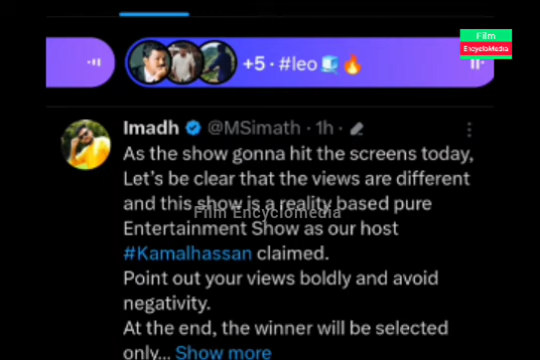 Film
EncycloMedia
+5 · #leo🧊🔥
Imadh @MSimath · 1h ·
As the show gonna hit the screens today,
Let's be clear that the views are different
and this show is a reality based pure
Film Encyclomedia
Entertainment Show as our host
#Kamalhassan claimed.
Point out your views boldly and avoid
negativity.
At the end, the winner will be selected
only... Show more